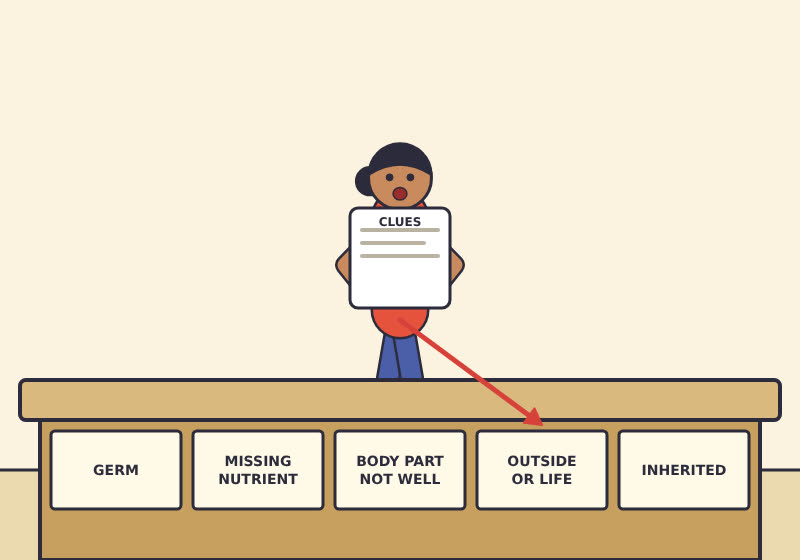 CLUES
GERM
MISSING
NUTRIENT
BODY PART
NOT WELL
OUTSIDE
OR LIFE
INHERITED